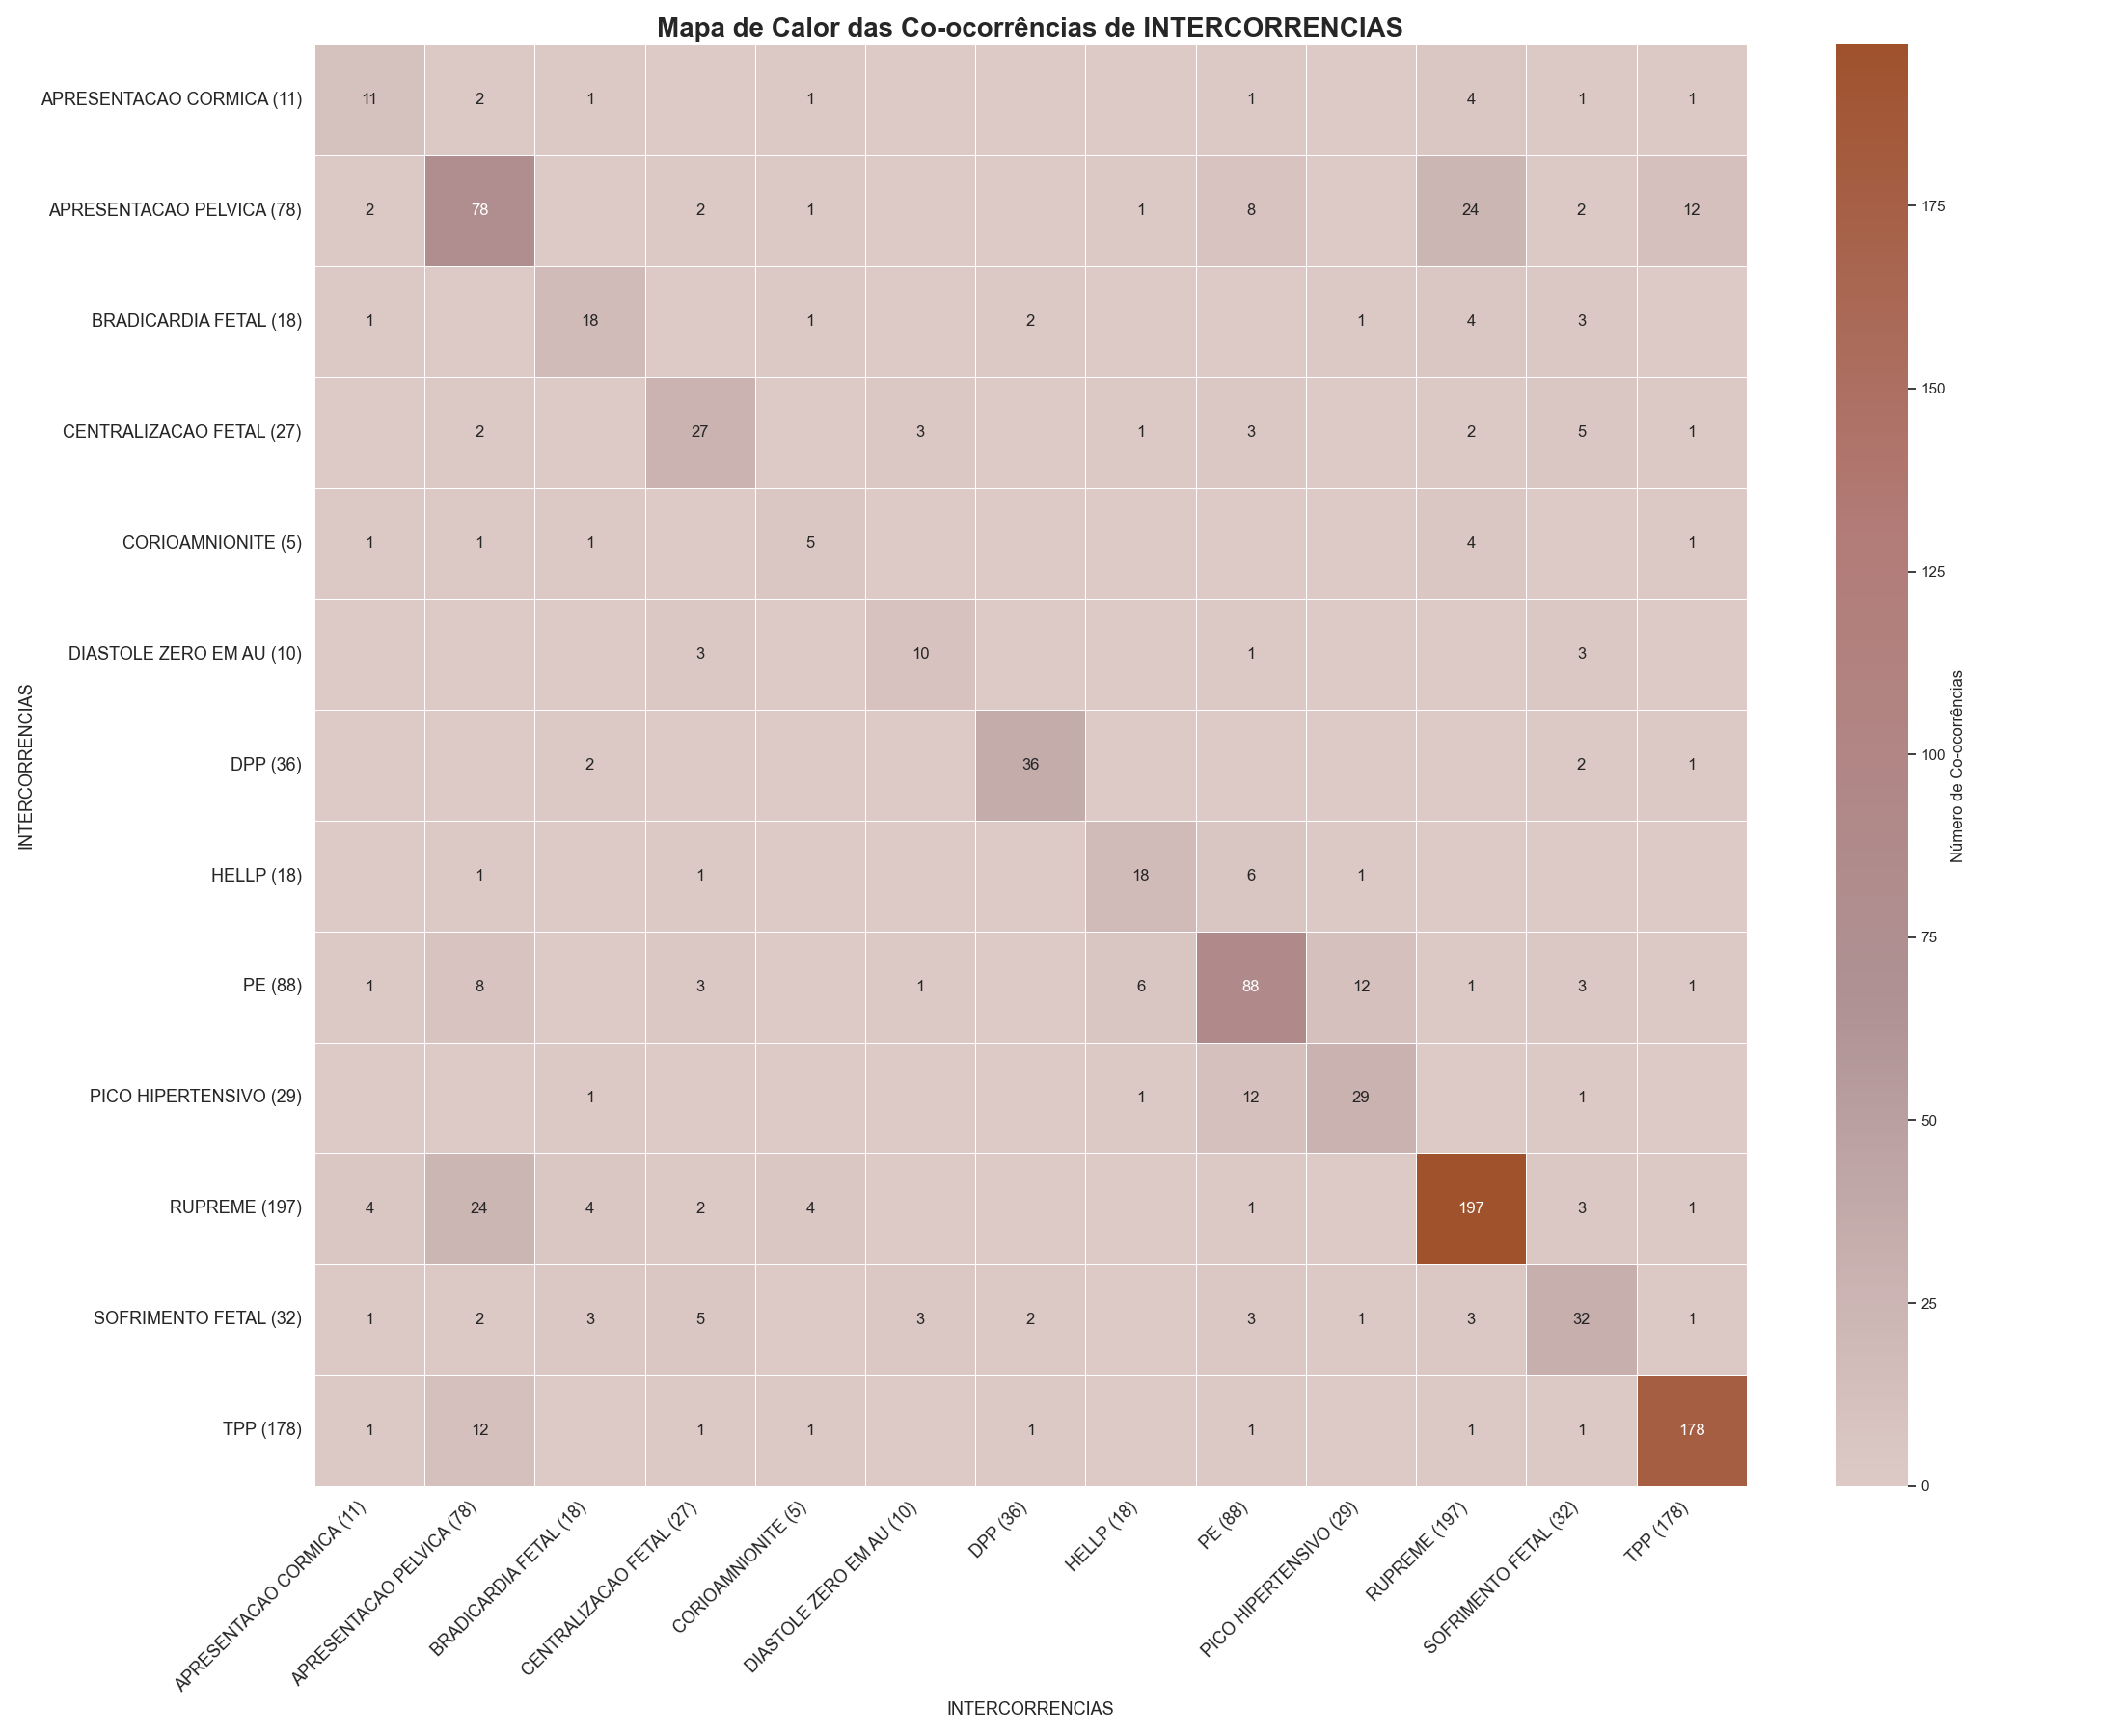 Mapa de Calor das Co-ocorrências de INTERCORRENCIAS
APRESENTACAO CORMICA (11) 11 2 1 1 1 4 1 1
APRESENTACAO PELVICA (78) 2 78 2 1 1 8 24 2 12
BRADICARDIA FETAL (18) 1 18 1 2 1 4 3
CENTRALIZACAO FETAL (27) 2 27 3 1 3 2 5 1
CORIOAMNIONITE (5) 1 1 1 5 4 1
DIASTOLE ZERO EM AU (10) 3 10 1 3
DPP (36) 2 36 2 1
HELLP (18) 1 1 18 6 1
PE (88) 1 8 3 1 6 88 12 1 3 1
PICO HIPERTENSIVO (29) 1 1 12 29 1
RUPREME (197) 4 24 4 2 4 1 197 3 1
SOFRIMENTO FETAL (32) 1 2 3 5 3 2 3 1 3 32 1
TPP (178) 1 12 1 1 1 1 1 1 178
INTERCORRENCIAS
APRESENTACAO CORMICA (11)
APRESENTACAO PELVICA (78)
BRADICARDIA FETAL (18)
CENTRALIZACAO FETAL (27)
CORIOAMNIONITE (5)
DIASTOLE ZERO EM AU (10)
DPP (36)
HELLP (18)
PE (88)
PICO HIPERTENSIVO (29)
RUPREME (197)
SOFRIMENTO FETAL (32)
TPP (178)
INTERCORRENCIAS
175
150
125
100
75
50
25
0
Número de Co-ocorrências